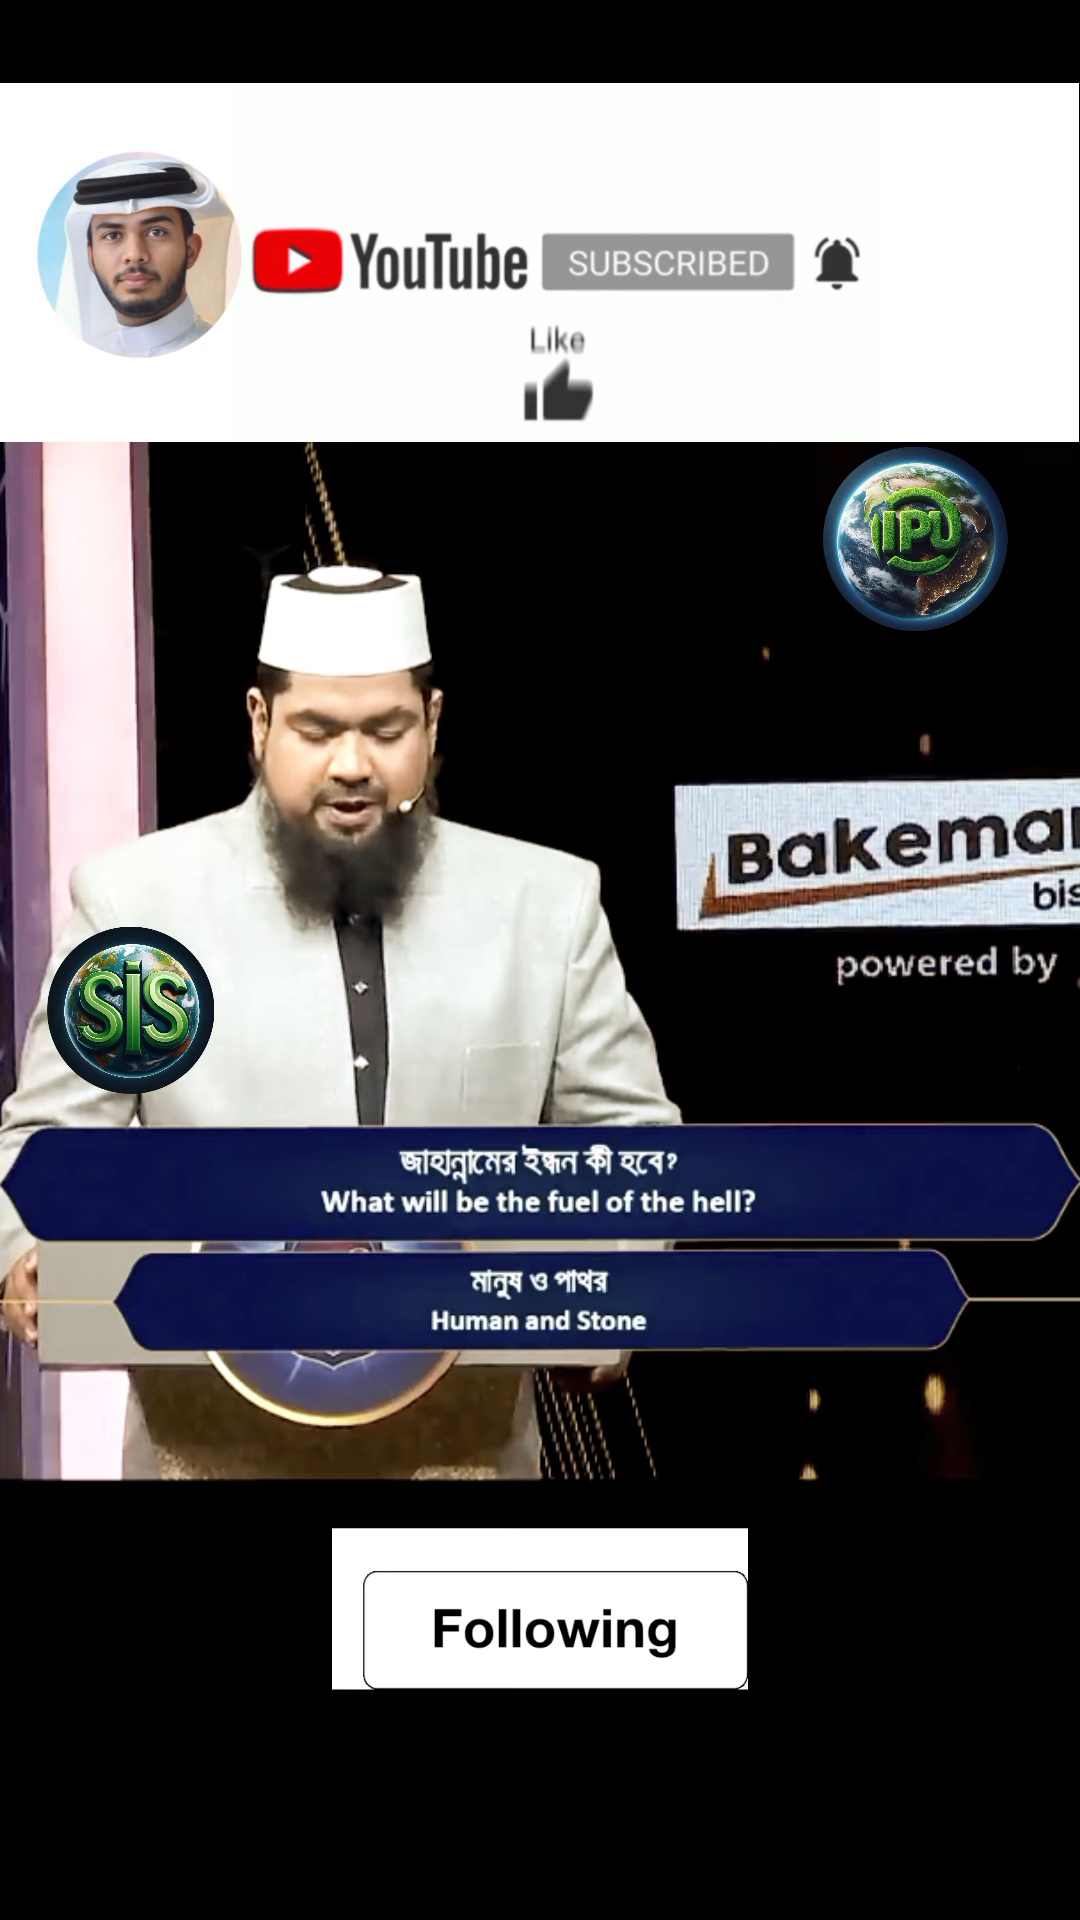 YouTube SUBSCRIBED
Like
IPU
Bakeman
bis
powered by
SIS
জাহান্নামের ইন্ধন কী হবে?
What will be the fuel of the hell?
মানুষ ও পাথর
Human and Stone
Following